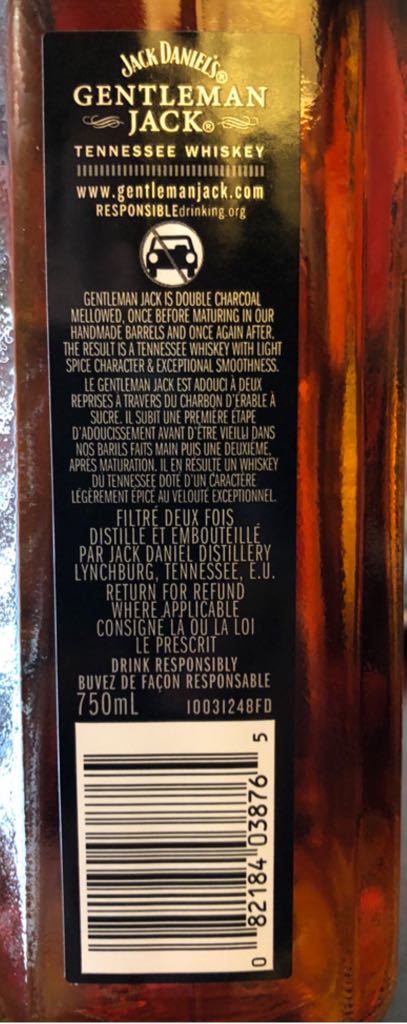 JACK DANIEL'S®
GENTLEMAN
JACK®
TENNESSEE WHISKEY
www.gentlemanjack.com
RESPONSIBLEdrinking.org
GENTLEMAN JACK IS DOUBLE CHARCOAL
MELLOWED, ONCE BEFORE MATURING IN OUR
HANDMADE BARRELS AND ONCE AGAIN AFTER.
THE RESULT IS A TENNESSEE WHISKEY WITH LIGHT
SPICE CHARACTER & EXCEPTIONAL SMOOTHNESS.
LE GENTLEMAN JACK EST ADOUCI À DEUX
REPRISES À TRAVERS DU CHARBON D'ÉRABLE À
SUCRE. IL SUBIT UNE PREMIÈRE ÉTAPE
D'ADOUCISSEMENT AVANT D'ÊTRE VIEILLI DANS
NOS BARILS FAITS MAIN PUIS UNE DEUXIÈME,
APRÈS MATURATION. IL EN RÉSULTE UN WHISKEY
DU TENNESSEE DOTÉ D'UN CARACTÈRE
LÉGÈREMENT ÉPICÉ AU VELOUTÉ EXCEPTIONNEL.
FILTRÉ DEUX FOIS
DISTILLÉ ET EMBOUTEILLÉ
PAR JACK DANIEL DISTILLERY
LYNCHBURG, TENNESSEE, E.U.
RETURN FOR REFUND
WHERE APPLICABLE
CONSIGNÉ LÀ OÙ LA LOI
LE PRESCRIT
DRINK RESPONSIBLY
BUVEZ DE FAÇON RESPONSABLE
750mL 10031248FD
0 82184 03876 5